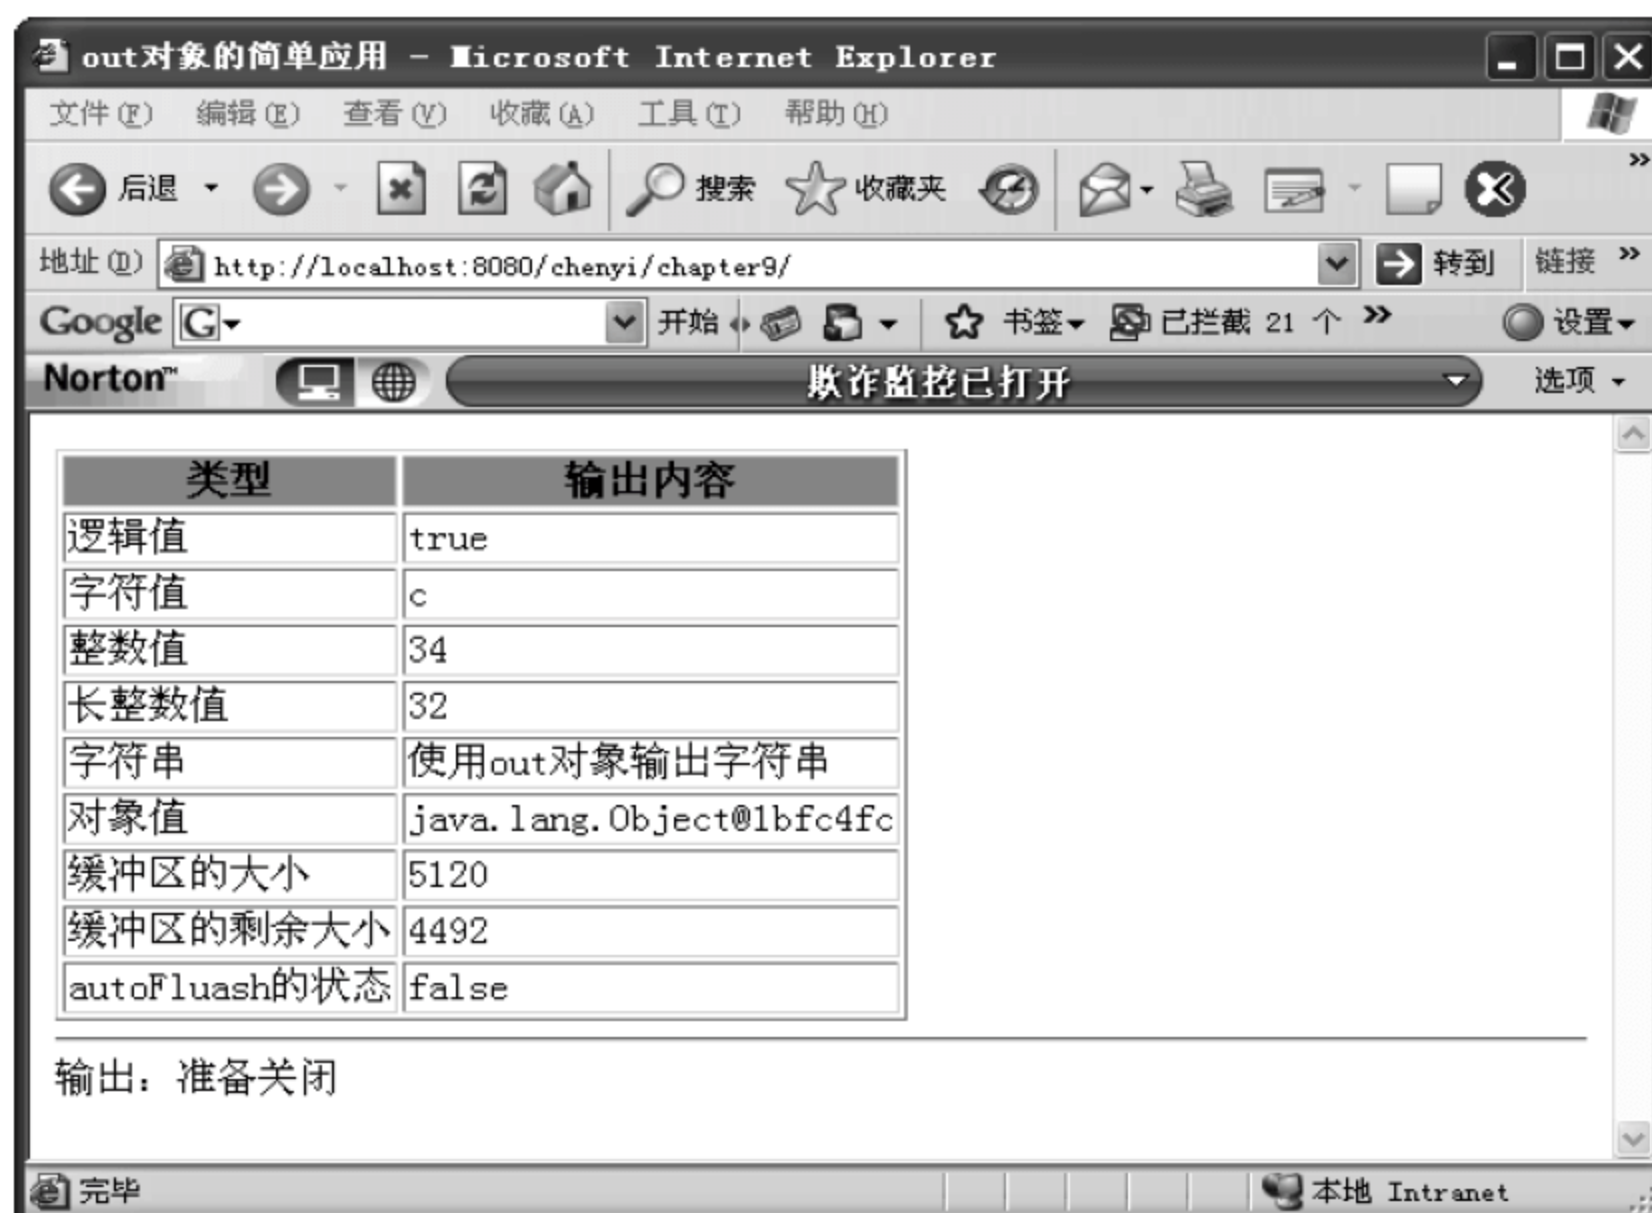 out对象的简单应用 - Microsoft Internet Explorer
文件(F) 编辑(E) 查看(V) 收藏(A) 工具(T) 帮助(H)
后退 搜索 收藏夹 »
地址(D) http://localhost:8080/chenyi/chapter9/ 转到 链接 »
Google G 开始 书签 已拦截 21 个 » 设置
Norton™ 欺诈监控已打开 选项
类型 输出内容
逻辑值 true
字符值 c
整数值 34
长整数值 32
字符串 使用out对象输出字符串
对象值 java.lang.Object@1bfc4fc
缓冲区的大小 5120
缓冲区的剩余大小 4492
autoFluash的状态 false
输出：准备关闭
完毕 本地 Intranet